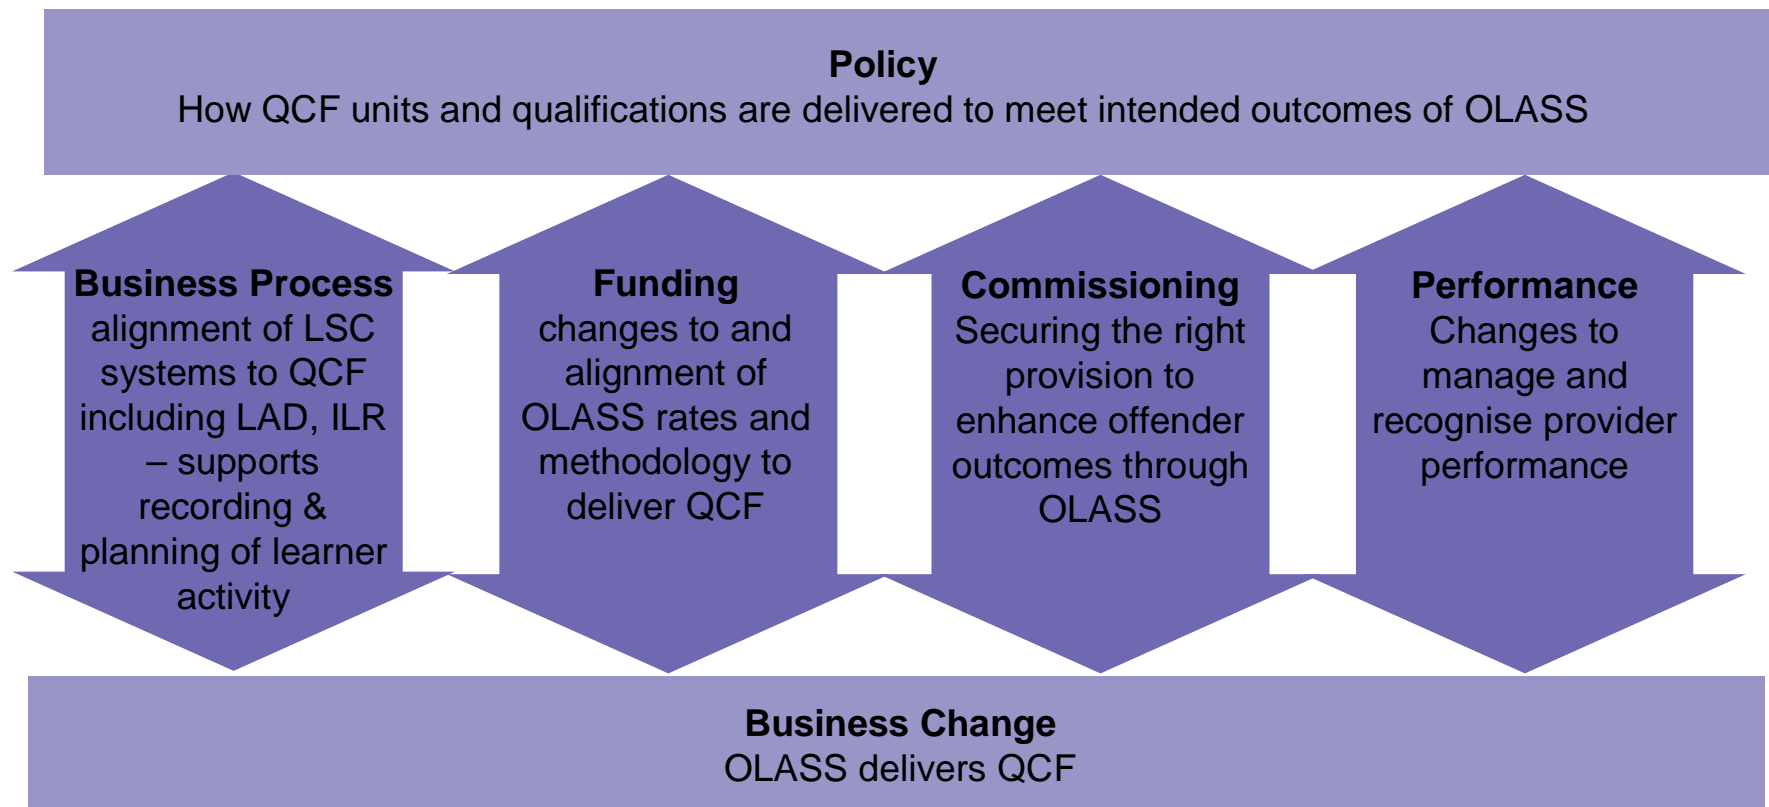 Policy
How QCF units and qualifications are delivered to meet intended outcomes of OLASS
Business Process
alignment of LSC
systems to QCF
including LAD, ILR
– supports
recording &
planning of learner
activity
Funding
changes to and
alignment of
OLASS rates and
methodology to
deliver QCF
Commissioning
Securing the right
provision to
enhance offender
outcomes through
OLASS
Performance
Changes to
manage and
recognise provider
performance
Business Change
OLASS delivers QCF